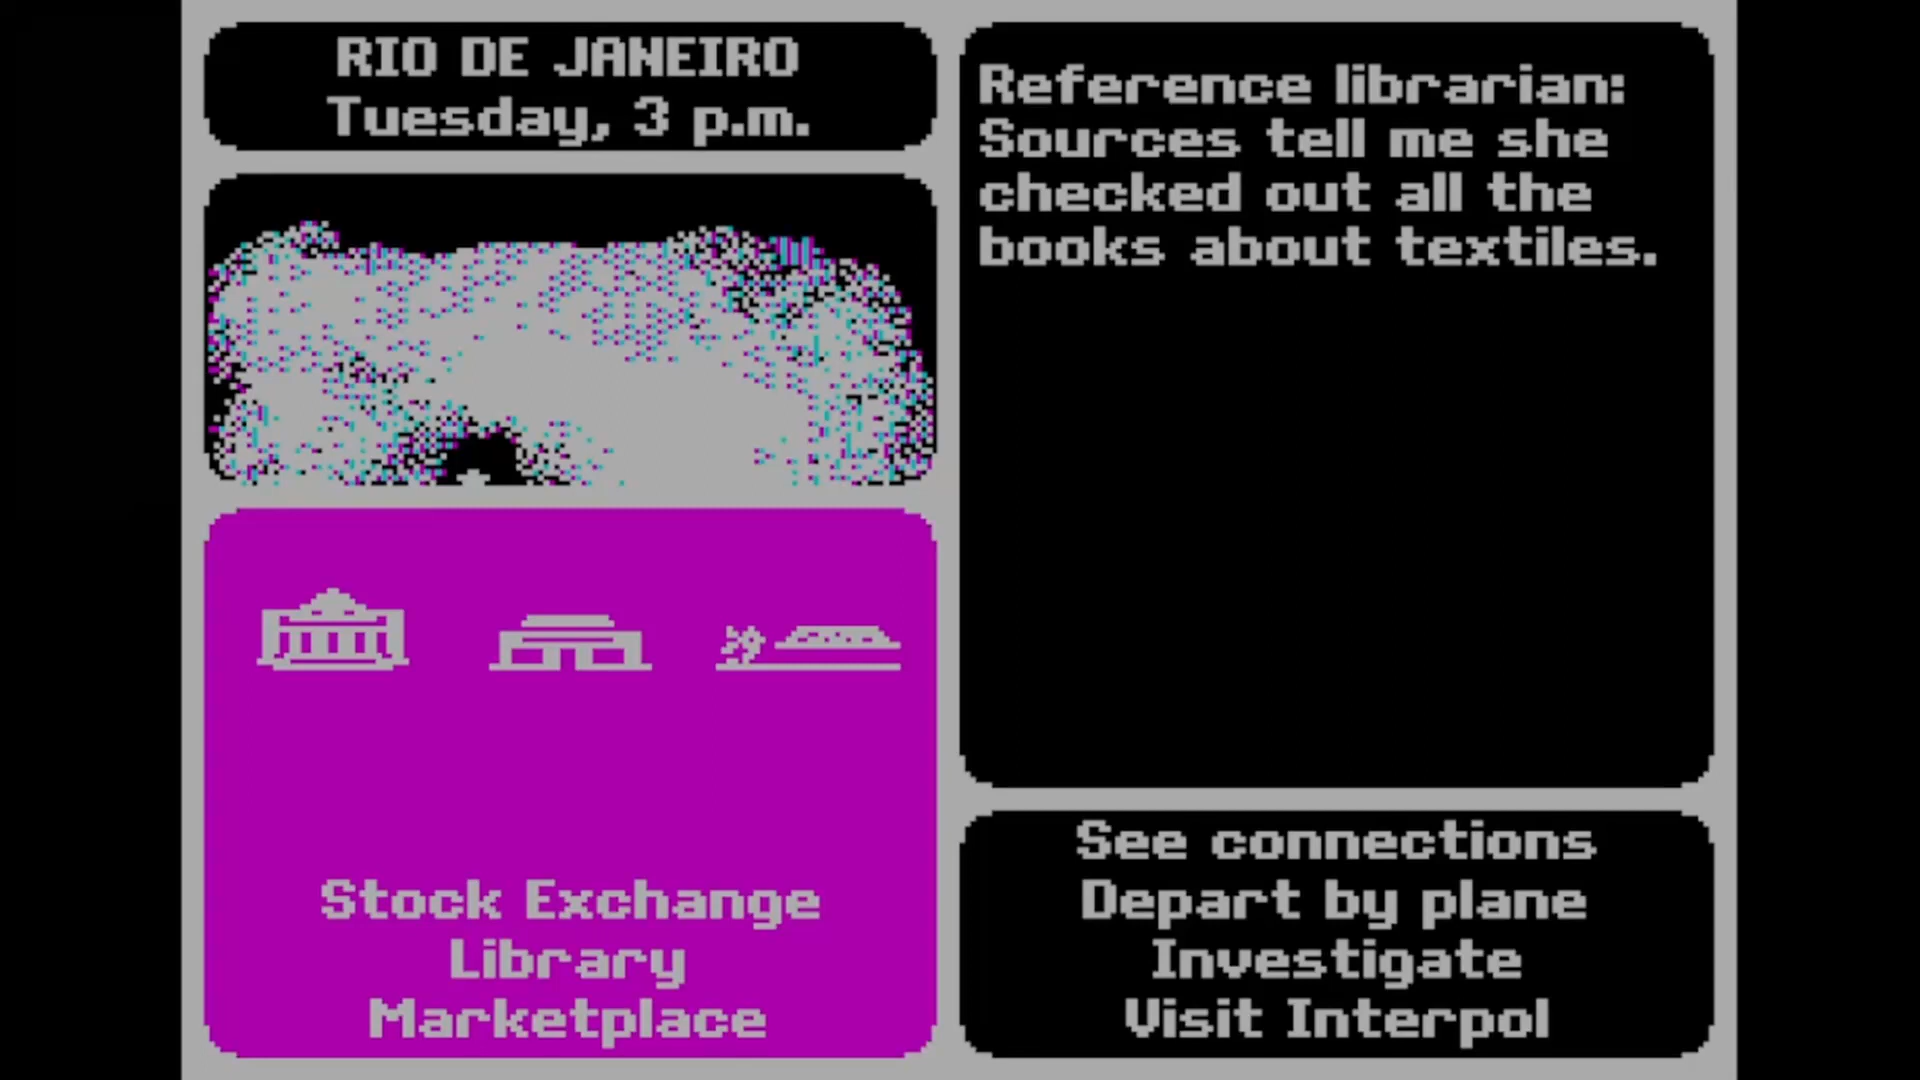 RIO DE JANEIRO
Tuesday, 3 p.m.
Reference librarian:
Sources tell me she
checked out all the
books about textiles.
Stock Exchange
Library
Marketplace
See connections
Depart by plane
Investigate
Visit Interpol